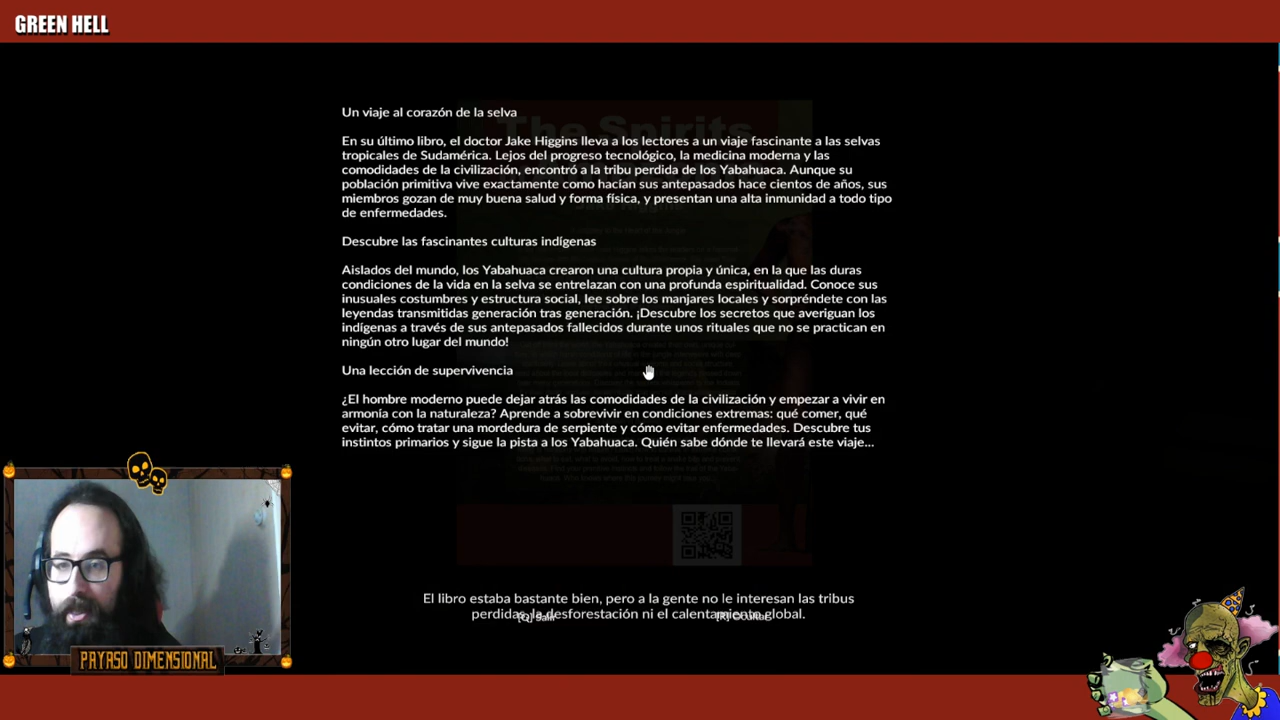 GREEN HELL
The Spirits
Un viaje al corazón de la selva
En su último libro, el doctor Jake Higgins lleva a los lectores a un viaje fascinante a las selvas
tropicales de Sudamérica. Lejos del progreso tecnológico, la medicina moderna y las
comodidades de la civilización, encontró a la tribu perdida de los Yabahuaca. Aunque su
población primitiva vive exactamente como hacían sus antepasados hace cientos de años, sus
miembros gozan de muy buena salud y forma física, y presentan una alta inmunidad a todo tipo
de enfermedades.
Descubre las fascinantes culturas indígenas
Aislados del mundo, los Yabahuaca crearon una cultura propia y única, en la que las duras
condiciones de la vida en la selva se entrelazan con una profunda espiritualidad. Conoce sus
inusuales costumbres y estructura social, lee sobre los manjares locales y sorpréndete con las
leyendas transmitidas generación tras generación. ¡Descubre los secretos que averiguan los
indígenas a través de sus antepasados fallecidos durante unos rituales que no se practican en
ningún otro lugar del mundo!
Una lección de supervivencia
¿El hombre moderno puede dejar atrás las comodidades de la civilización y empezar a vivir en
armonía con la naturaleza? Aprende a sobrevivir en condiciones extremas: qué comer, qué
evitar, cómo tratar una mordedura de serpiente y cómo evitar enfermedades. Descubre tus
instintos primarios y sigue la pista a los Yabahuaca. Quién sabe dónde te llevará este viaje...
El libro estaba bastante bien, pero a la gente no le interesan las tribus
perdidas, la desforestación ni el calentamiento global.
[Q] Salir
[R] Ocultar
PAYASO DIMENSIONAL